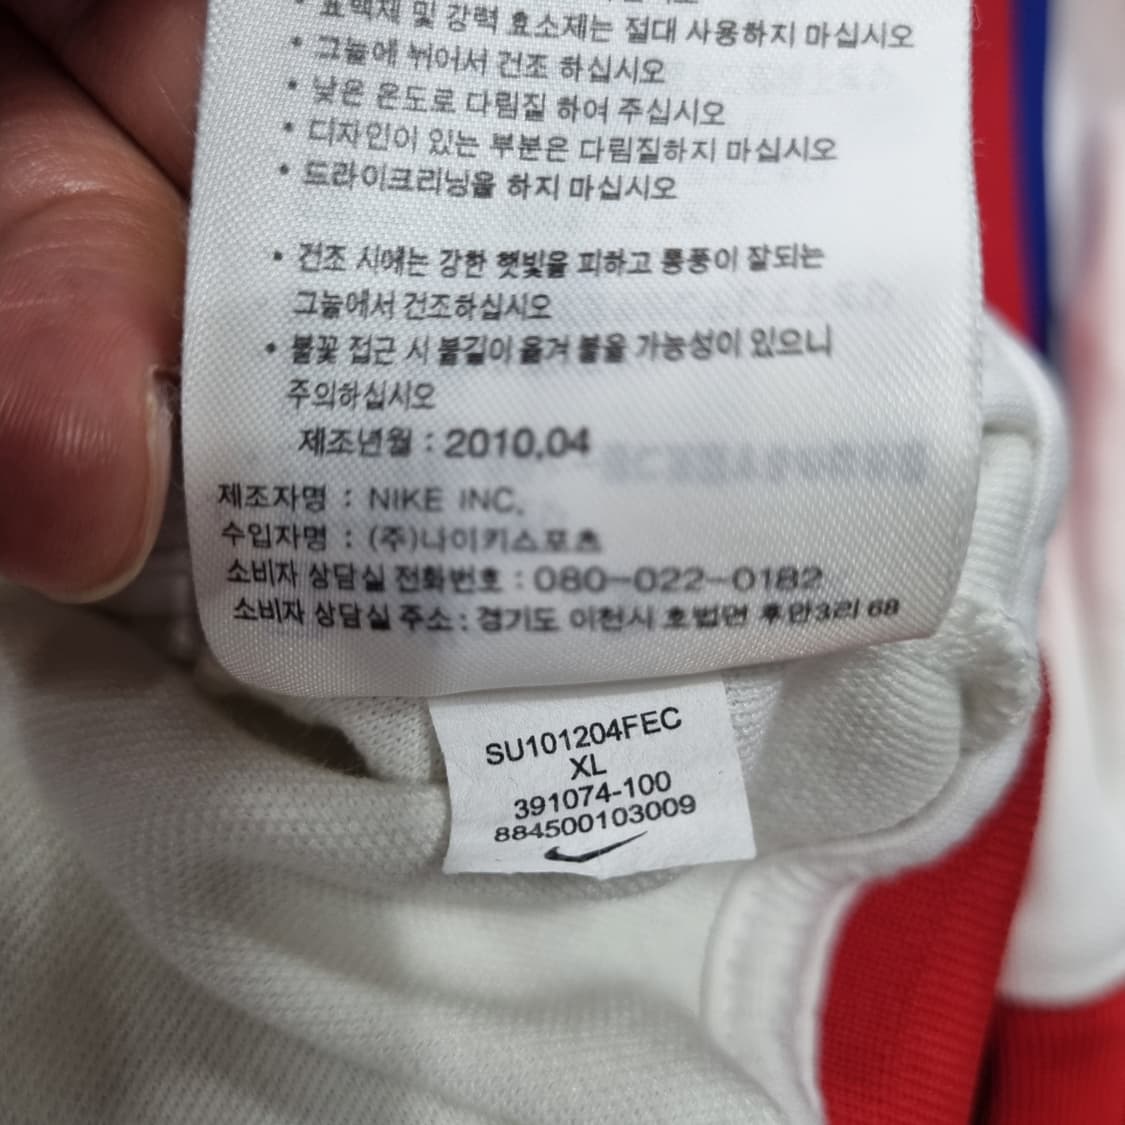 • 표백제 및 강력 효소제는 절대 사용하지 마십시오
• 그늘에 뉘어서 건조 하십시오
• 낮은 온도로 다림질 하여 주십시오
• 디자인이 있는 부분은 다림질하지 마십시오
• 드라이크리닝을 하지 마십시오
• 건조 시에는 강한 햇빛을 피하고 통풍이 잘되는
그늘에서 건조하십시오
• 불꽃 접근 시 불길이 옮겨 붙을 가능성이 있으니
주의하십시오
제조년월 : 2010.04
제조자명 : NIKE INC.
수입자명 : (주)나이키스포츠
소비자 상담실 전화번호 : 080-022-0182
소비자 상담실 주소 : 경기도 이천시 호법면 후안3리 68
SU101204FEC
XL
391074-100
884500103009